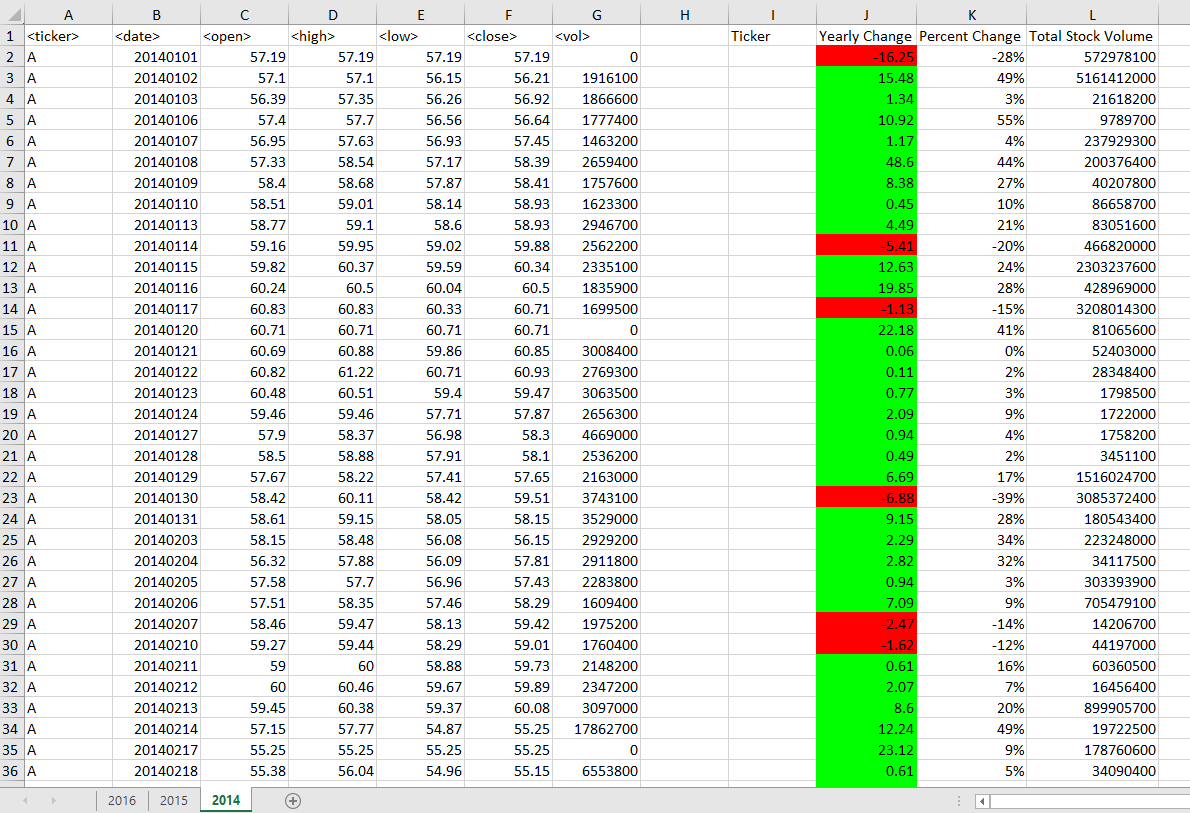 A B C D E F G H I J K L
1 <ticker> <date> <open> <high> <low> <close> <vol> Ticker Yearly Change Percent Change Total Stock Volume
2 A 20140101 57.19 57.19 57.19 57.19 0 -16.25 -28% 572978100
3 A 20140102 57.1 57.1 56.15 56.21 1916100 15.48 49% 5161412000
4 A 20140103 56.39 57.35 56.26 56.92 1866600 1.34 3% 21618200
5 A 20140106 57.4 57.7 56.56 56.64 1777400 10.92 55% 9789700
6 A 20140107 56.95 57.63 56.93 57.45 1463200 1.17 4% 237929300
7 A 20140108 57.33 58.54 57.17 58.39 2659400 48.6 44% 200376400
8 A 20140109 58.4 58.68 57.87 58.41 1757600 8.38 27% 40207800
9 A 20140110 58.51 59.01 58.14 58.93 1623300 0.45 10% 86658700
10 A 20140113 58.77 59.1 58.6 58.93 2946700 4.49 21% 83051600
11 A 20140114 59.16 59.95 59.02 59.88 2562200 -5.41 -20% 466820000
12 A 20140115 59.82 60.37 59.59 60.34 2335100 12.63 24% 2303237600
13 A 20140116 60.24 60.5 60.04 60.5 1835900 19.85 28% 428969000
14 A 20140117 60.83 60.83 60.33 60.71 1699500 -1.13 -15% 3208014300
15 A 20140120 60.71 60.71 60.71 60.71 0 22.18 41% 81065600
16 A 20140121 60.69 60.88 59.86 60.85 3008400 0.06 0% 52403000
17 A 20140122 60.82 61.22 60.71 60.93 2769300 0.11 2% 28348400
18 A 20140123 60.48 60.51 59.4 59.47 3063500 0.77 3% 1798500
19 A 20140124 59.46 59.46 57.71 57.87 2656300 2.09 9% 1722000
20 A 20140127 57.9 58.37 56.98 58.3 4669000 0.94 4% 1758200
21 A 20140128 58.5 58.88 57.91 58.1 2536200 0.49 2% 3451100
22 A 20140129 57.67 58.22 57.41 57.65 2163000 6.69 17% 1516024700
23 A 20140130 58.42 60.11 58.42 59.51 3743100 -6.88 -39% 3085372400
24 A 20140131 58.61 59.15 58.05 58.15 3529000 9.15 28% 180543400
25 A 20140203 58.15 58.48 56.08 56.15 2929200 2.29 34% 223248000
26 A 20140204 56.32 57.88 56.09 57.81 2911800 2.82 32% 34117500
27 A 20140205 57.58 57.7 56.96 57.43 2283800 0.94 3% 303393900
28 A 20140206 57.51 58.35 57.46 58.29 1609400 7.09 9% 705479100
29 A 20140207 58.46 59.47 58.13 59.42 1975200 -2.47 -14% 14206700
30 A 20140210 59.27 59.44 58.29 59.01 1760400 -1.62 -12% 44197000
31 A 20140211 59 60 58.88 59.73 2148200 0.61 16% 60360500
32 A 20140212 60 60.46 59.67 59.89 2347200 2.07 7% 16456400
33 A 20140213 59.45 60.38 59.37 60.08 3097000 8.6 20% 899905700
34 A 20140214 57.15 57.77 54.87 55.25 17862700 12.24 49% 19722500
35 A 20140217 55.25 55.25 55.25 55.25 0 23.12 9% 178760600
36 A 20140218 55.38 56.04 54.96 55.15 6553800 0.61 5% 34090400
2016 2015 2014